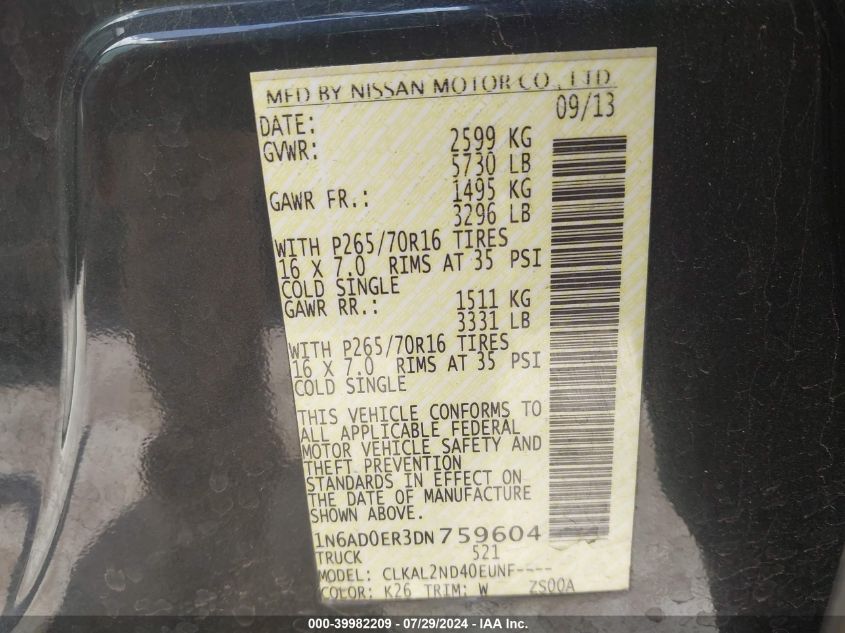 MFD BY NISSAN MOTOR CO., LTD
DATE: 09/13
GVWR: 2599 KG
5730 LB
GAWR FR.: 1495 KG
3296 LB
WITH P265/70R16 TIRES
16 X 7.0 RIMS AT 35 PSI
COLD SINGLE
GAWR RR.: 1511 KG
3331 LB
WITH P265/70R16 TIRES
16 X 7.0 RIMS AT 35 PSI
COLD SINGLE
THIS VEHICLE CONFORMS TO
ALL APPLICABLE FEDERAL
MOTOR VEHICLE SAFETY AND
THEFT PREVENTION
STANDARDS IN EFFECT ON
THE DATE OF MANUFACTURE
SHOWN ABOVE.
1N6AD0ER3DN759604
TRUCK 521
MODEL: CLKAL2ND40EUNF----
COLOR: K26 TRIM: W ZS00A
000-39982209 - 07/29/2024 - IAA Inc.